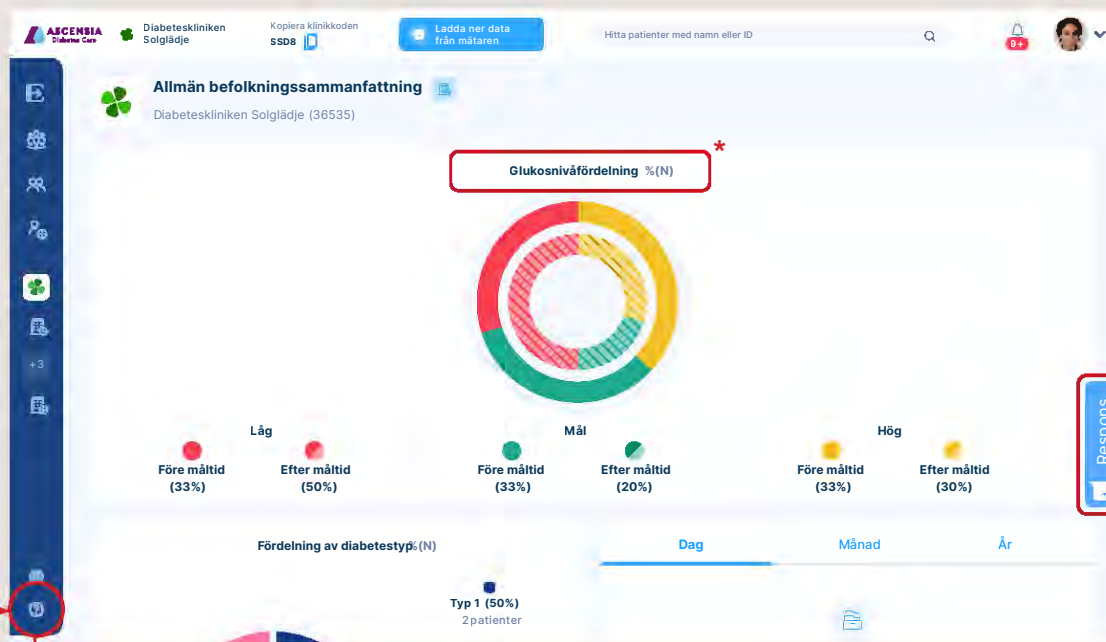 ASCENSIA
Diabetes Care
Diabeteskliniken
Solglädje
Kopiera klinikkoden
SSD8
Ladda ner data
från mätaren
Hitta patienter med namn eller ID
9+
Allmän befolkningssammanfattning
Diabeteskliniken Solglädje (36535)
Glukosnivåfördelning %(N)
*
+3
Låg
Mål
Hög
Före måltid
(33%)
Efter måltid
(50%)
Före måltid
(33%)
Efter måltid
(20%)
Före måltid
(33%)
Efter måltid
(30%)
Respons
Fördelning av diabetestyp%(N)
Typ 1 (50%)
2patienter
Dag
Månad
År